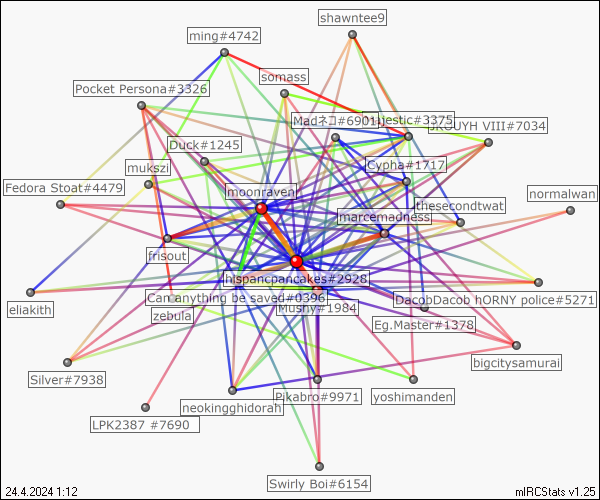 shawntee9
ming#4742
somass
Pocket Persona#3326
Madネコ#6901
ajestic#3375
UYH VIII#7034
Duck#1245
Cypha#1717
mukszi
Fedora Stoat#4479
moonraven
thesecondtwat
normalwan
marcemadness
frisout
hispancpancakes#2928
eliakith
Can anything be saved#0396
DacobDacob hORNY police#5271
Mushy#1984
zebula
Eg.Master#1378
bigcitysamurai
Silver#7938
neokingghidorah
Pikabro#9971
yoshimanden
LPK2387 #7690
Swirly Boi#6154
24.4.2024 1:12
mIRCStats v1.25